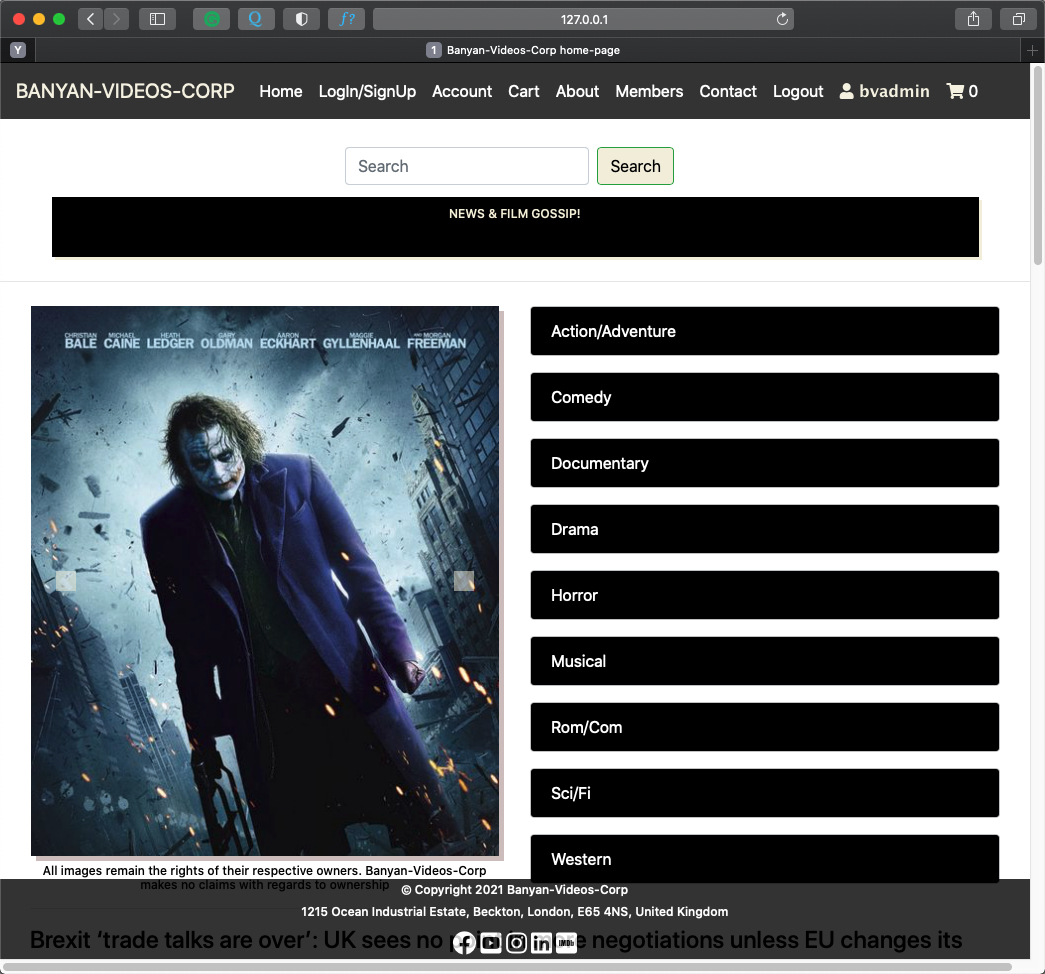 127.0.0.1
Y
1 Banyan-Videos-Corp home-page
BANYAN-VIDEOS-CORP Home LogIn/SignUp Account Cart About Members Contact Logout bvadmin 0
Search Search
NEWS & FILM GOSSIP!
CHRISTIAN BALE MICHAEL CAINE HEATH LEDGER GARY OLDMAN AARON ECKHART MAGGIE GYLLENHAAL AND MORGAN FREEMAN
Action/Adventure
Comedy
Documentary
Drama
Horror
Musical
Rom/Com
Sci/Fi
Western
All images remain the rights of their respective owners. Banyan-Videos-Corp
makes no claims with regards to ownership
© Copyright 2021 Banyan-Videos-Corp
1215 Ocean Industrial Estate, Beckton, London, E65 4NS, United Kingdom
Brexit ‘trade talks are over’: UK sees no negotiations unless EU changes its
IMDb